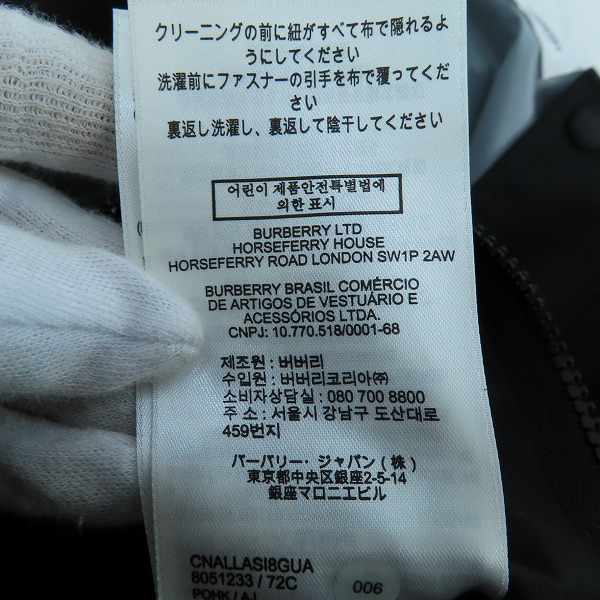 クリーニングの前に紐がすべて布で隠れるよ
うにしてください
洗濯前にファスナーの引手を布で覆ってくださ
い
裏返し洗濯し、裏返して陰干してください
어린이 제품안전특별법에
의한 표시
BURBERRY LTD
HORSEFERRY HOUSE
HORSEFERRY ROAD LONDON SW1P 2AW
BURBERRY BRASIL COMÉRCIO
DE ARTIGOS DE VESTUÁRIO E
ACESSÓRIOS LTDA.
CNPJ: 10.770.518/0001-68
제조원 : 버버리
수입원 : 버버리코리아㈜
소비자상담실 : 080 700 8800
주 소 : 서울시 강남구 도산대로
459번지
バーバリー・ジャパン(株)
東京都中央区銀座2-5-14
銀座マロニエビル
CNALLASI8GUA
8051233 / 72C
006
POHK / AJ